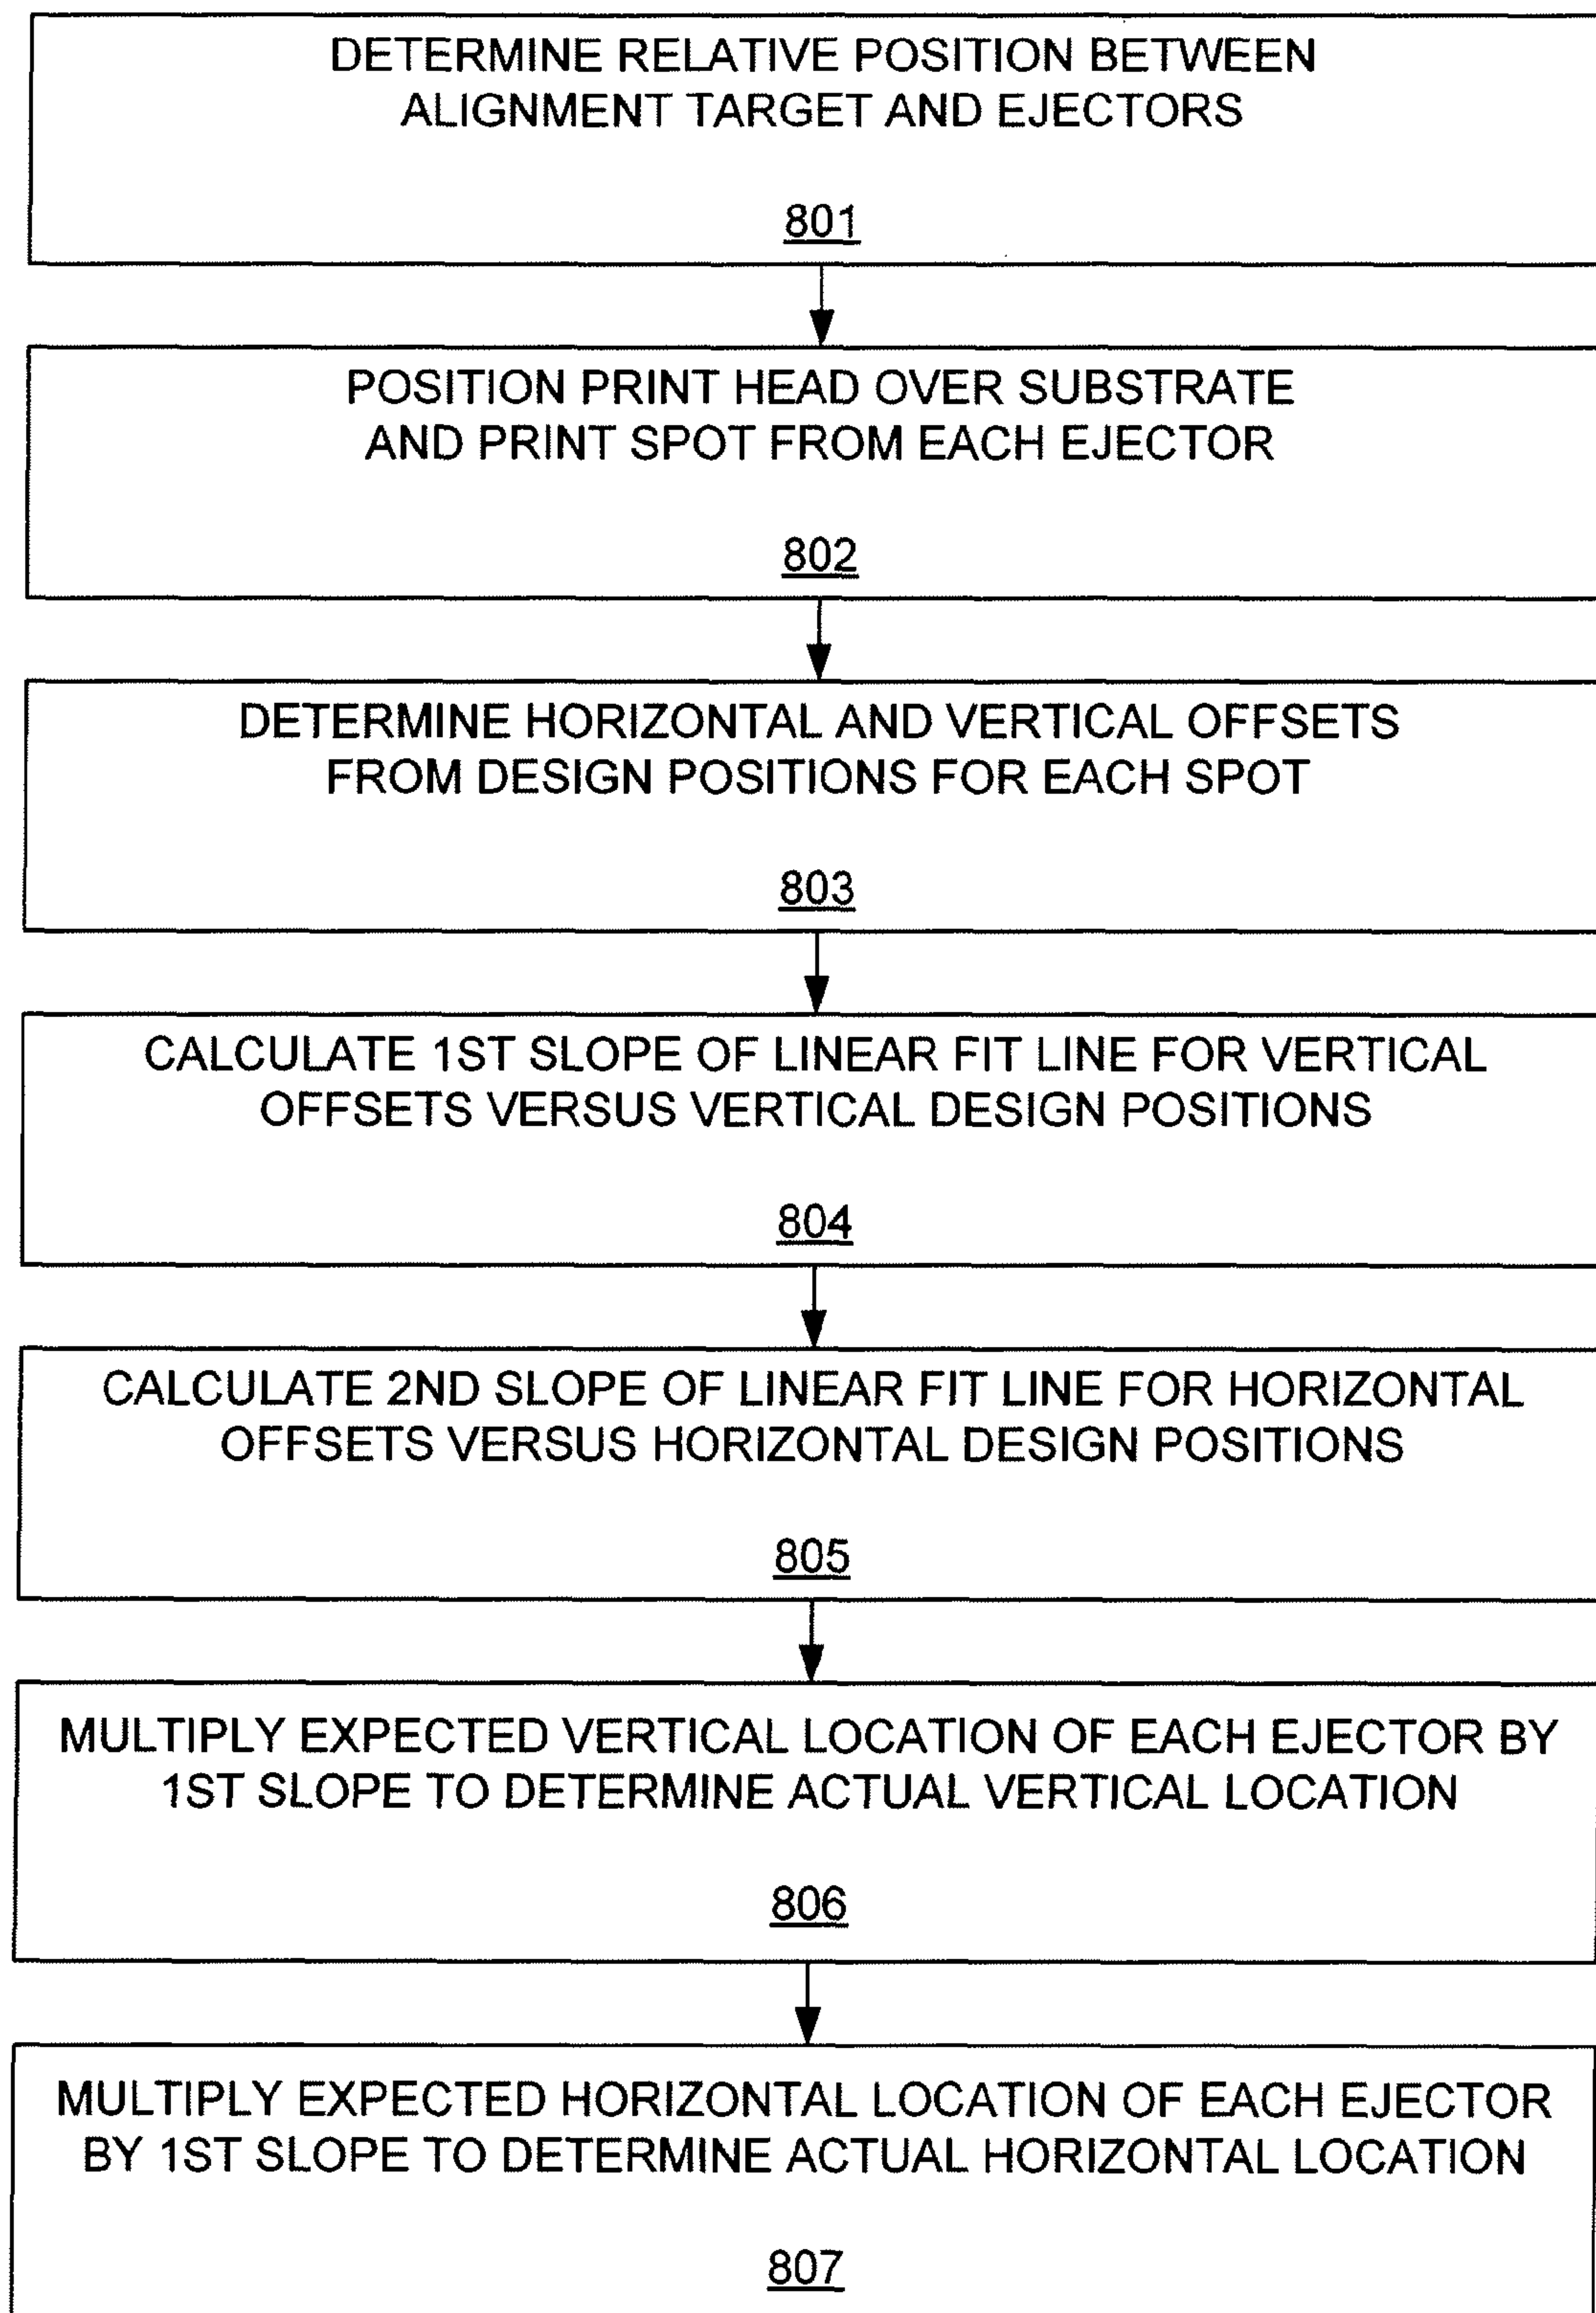 DETERMINE RELATIVE POSITION BETWEEN
ALIGNMENT TARGET AND EJECTORS
801
POSITION PRINT HEAD OVER SUBSTRATE
AND PRINT SPOT FROM EACH EJECTOR
802
DETERMINE HORIZONTAL AND VERTICAL OFFSETS
FROM DESIGN POSITIONS FOR EACH SPOT
803
CALCULATE 1ST SLOPE OF LINEAR FIT LINE FOR VERTICAL
OFFSETS VERSUS VERTICAL DESIGN POSITIONS
804
CALCULATE 2ND SLOPE OF LINEAR FIT LINE FOR HORIZONTAL
OFFSETS VERSUS HORIZONTAL DESIGN POSITIONS
805
MULTIPLY EXPECTED VERTICAL LOCATION OF EACH EJECTOR BY
1ST SLOPE TO DETERMINE ACTUAL VERTICAL LOCATION
806
MULTIPLY EXPECTED HORIZONTAL LOCATION OF EACH EJECTOR
BY 1ST SLOPE TO DETERMINE ACTUAL HORIZONTAL LOCATION
807